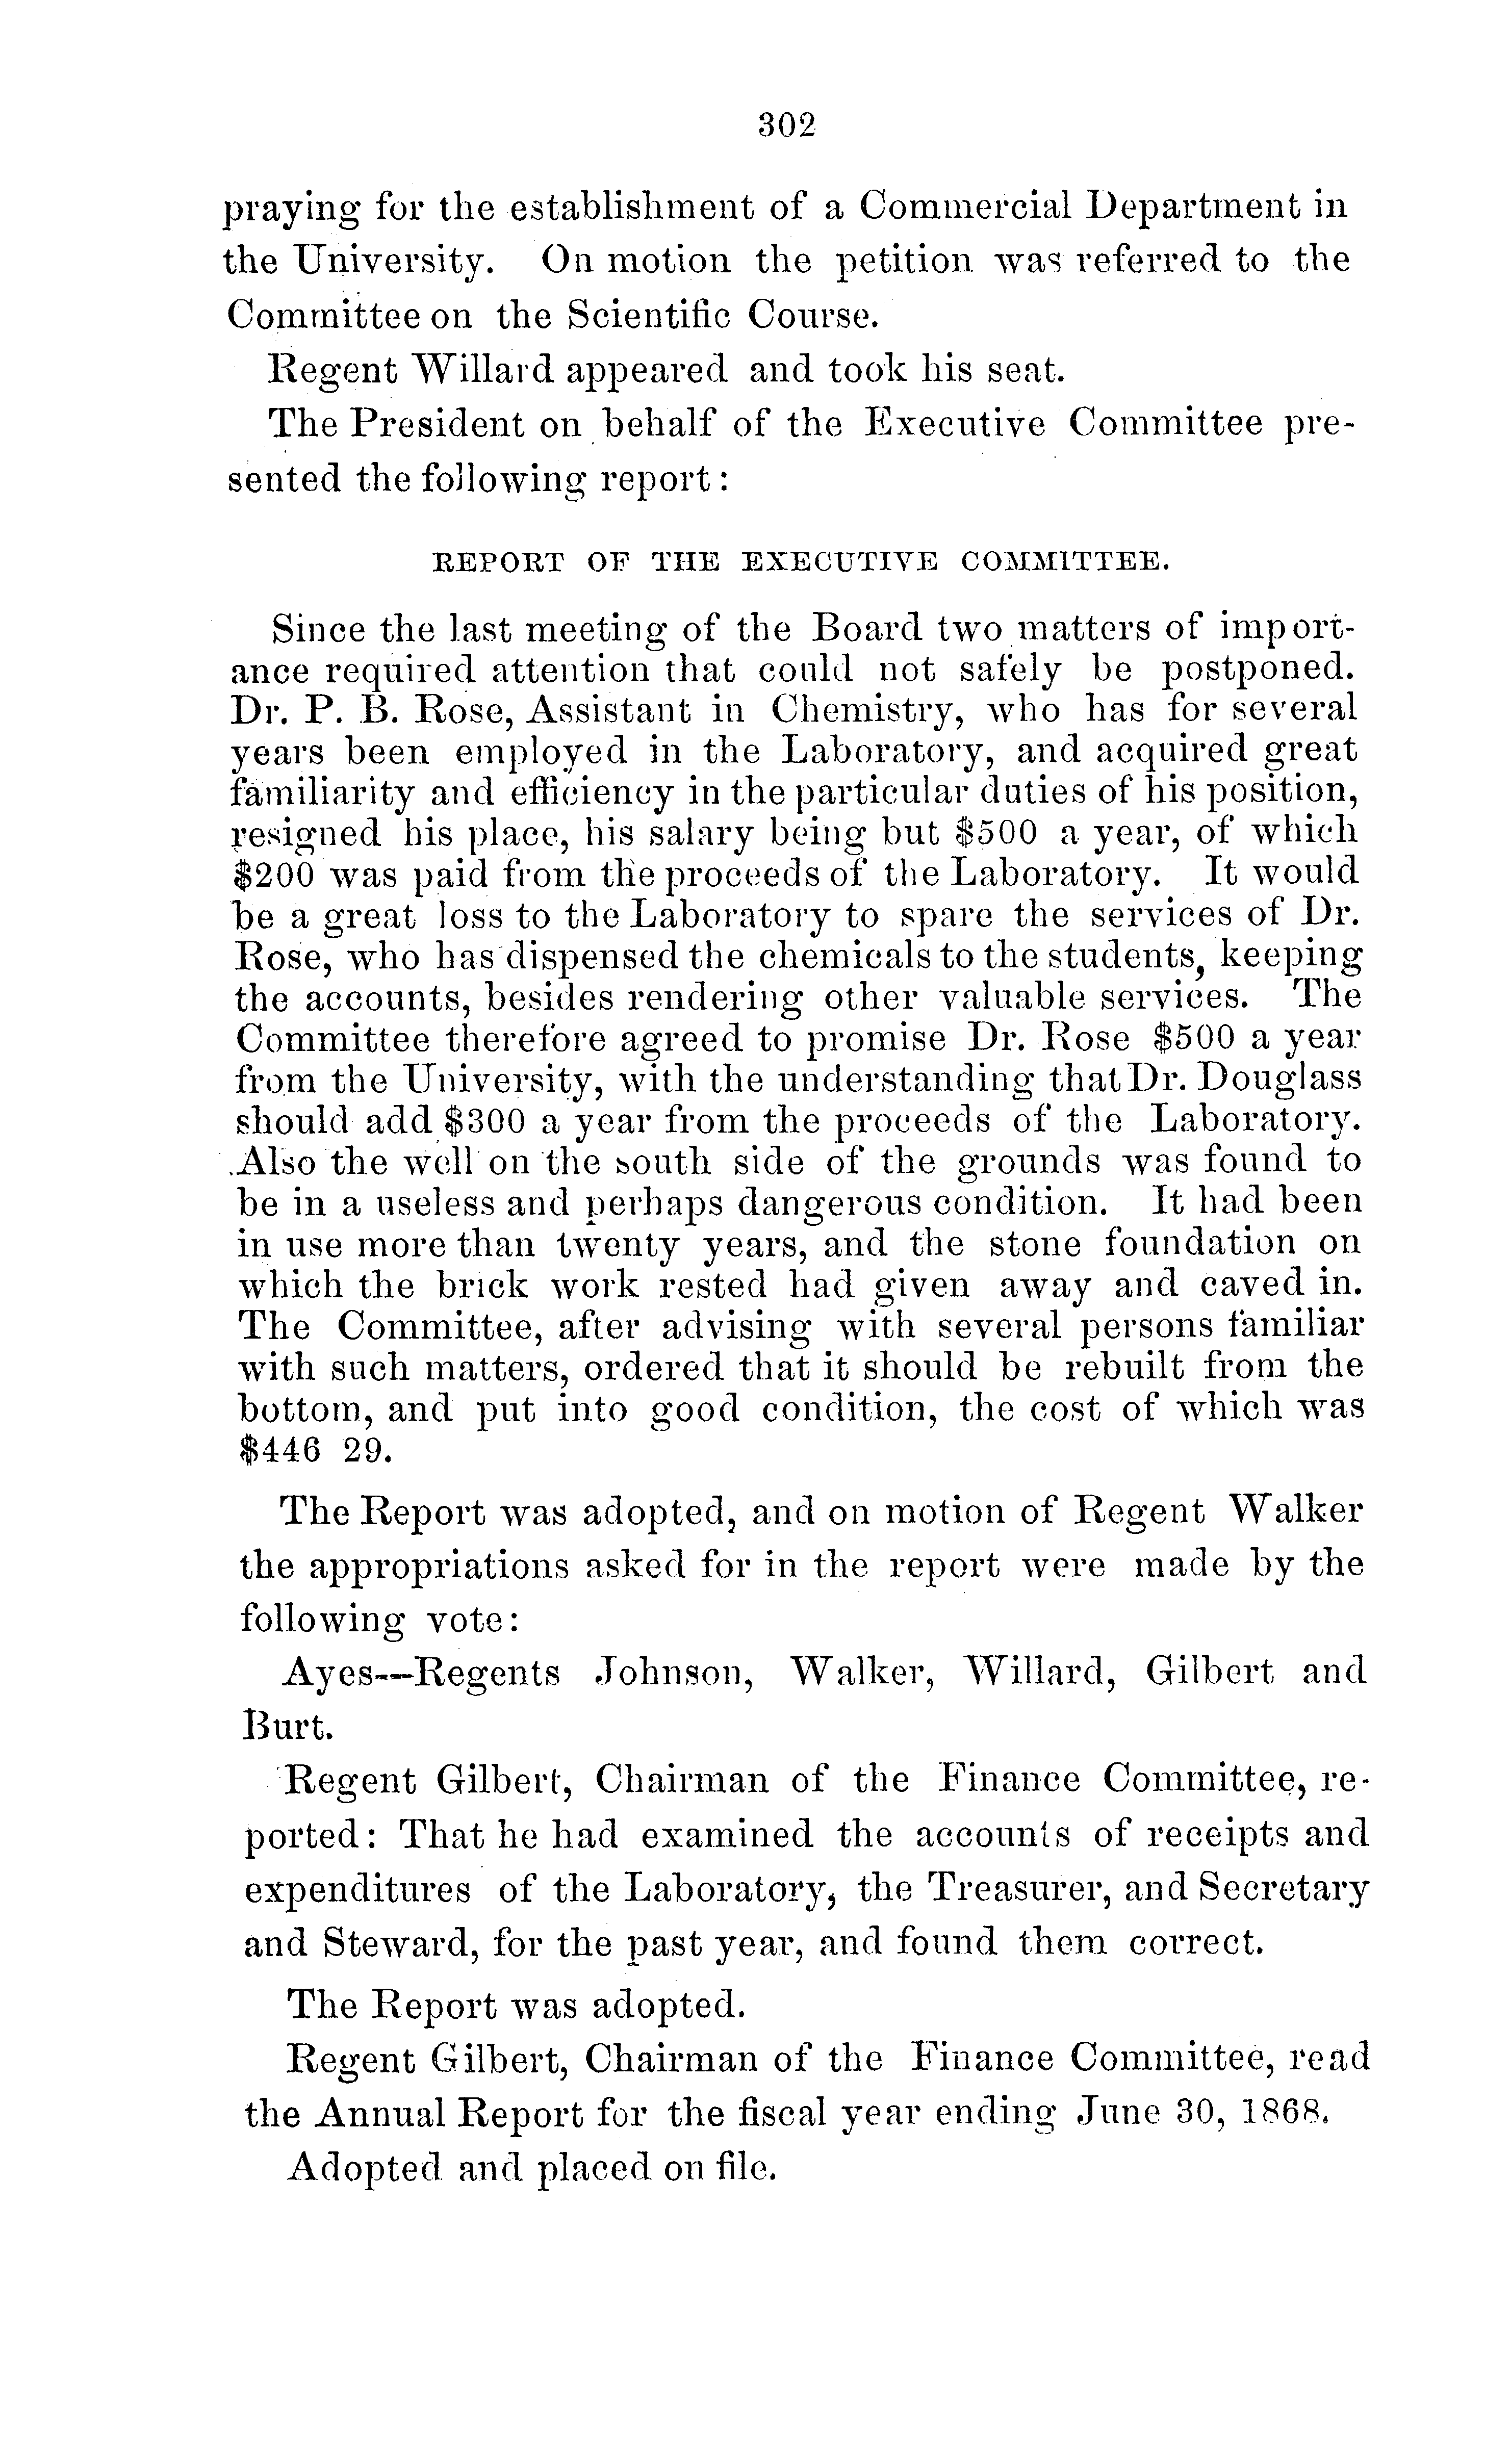 302
praying for the establishment of a Commercial Department in
the University. On motion the petition was referred to the
Committee on the Scientific Course.
Regent Willard appeared and took his seat.
The President on behalf of the Executive Committee pre-
sented the following report:
REPORT OF THE EXECUTIVE COMMITTEE.
Since the last meeting of the Board two matters of import-
ance required attention that could not safely be postponed.
Dr. P. B. Rose, Assistant in Chemistry, who has for several
years been employed in the Laboratory, and acquired great
familiarity and efficiency in the particular duties of his position,
resigned his place, his salary being but $500 a year, of which
$200 was paid from the proceeds of the Laboratory. It would
be a great loss to the Laboratory to spare the services of Dr.
Rose, who has dispensed the chemicals to the students, keeping
the accounts, besides rendering other valuable services. The
Committee therefore agreed to promise Dr. Rose $500 a year
from the University, with the understanding that Dr. Douglass
should add $300 a year from the proceeds of the Laboratory.
Also the well on the south side of the grounds was found to
be in a useless and perhaps dangerous condition. It had been
in use more than twenty years, and the stone foundation on
which the brick work rested had given away and caved in.
The Committee, after advising with several persons familiar
with such matters, ordered that it should be rebuilt from the
bottom, and put into good condition, the cost of which was
$446 29.
The Report was adopted, and on motion of Regent Walker
the appropriations asked for in the report were made by the
following vote:
Ayes--Regents Johnson, Walker, Willard, Gilbert and
Burt.
Regent Gilbert, Chairman of the Finance Committee, re-
ported: That he had examined the accounts of receipts and
expenditures of the Laboratory, the Treasurer, and Secretary
and Steward, for the past year, and found them correct.
The Report was adopted.
Regent Gilbert, Chairman of the Finance Committee, read
the Annual Report for the fiscal year ending June 30, 1868.
Adopted and placed on file.